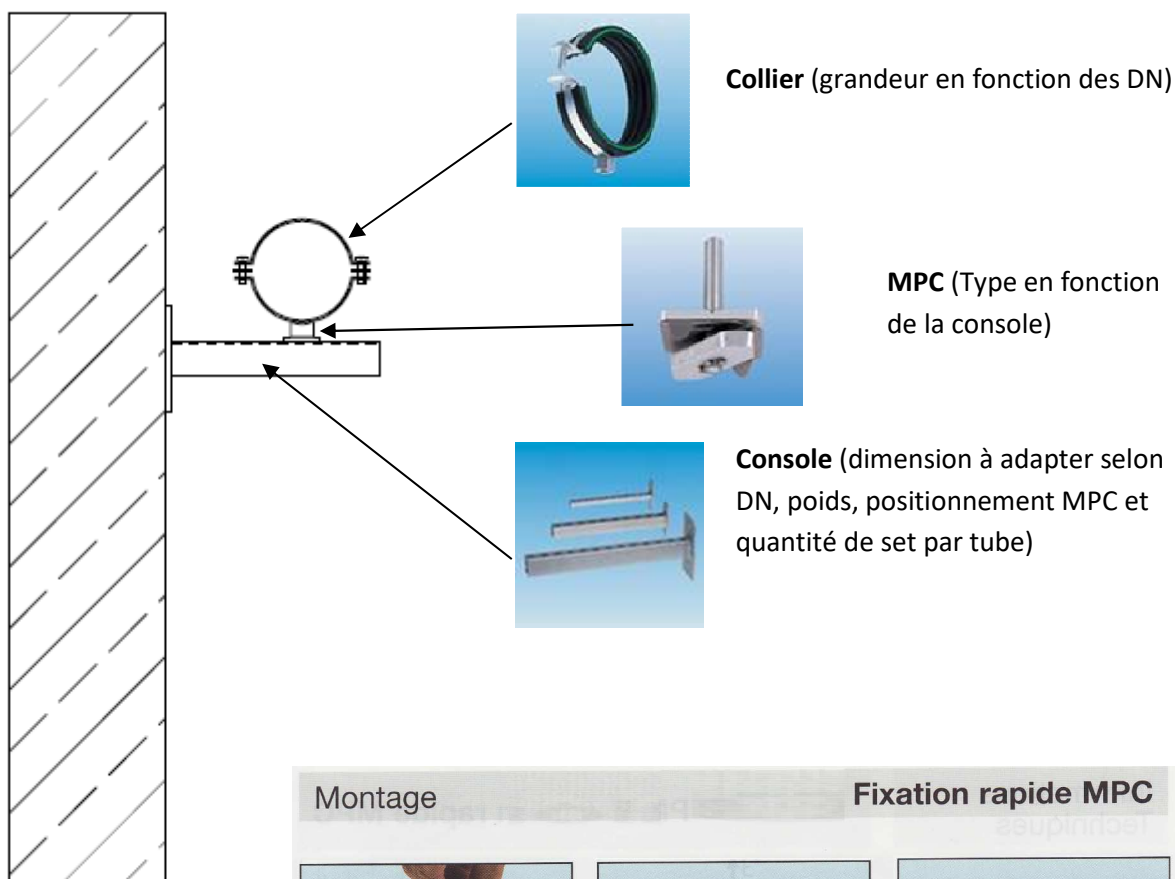 Collier (grandeur en fonction des DN)
MPC (Type en fonction
de la console)
Console (dimension à adapter selon
DN, poids, positionnement MPC et
quantité de set par tube)
Montage Fixation rapide MPC
Techniques